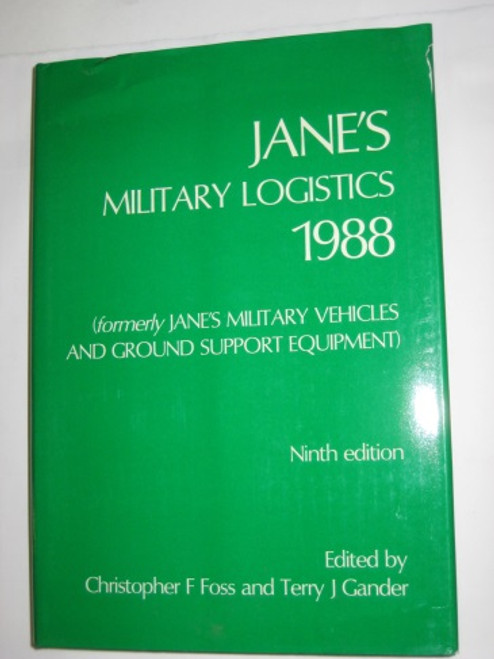 JANE'S
MILITARY LOGISTICS
1988
(formerly JANE'S MILITARY VEHICLES
AND GROUND SUPPORT EQUIPMENT)
Ninth edition
Edited by
Christopher F Foss and Terry J Gander